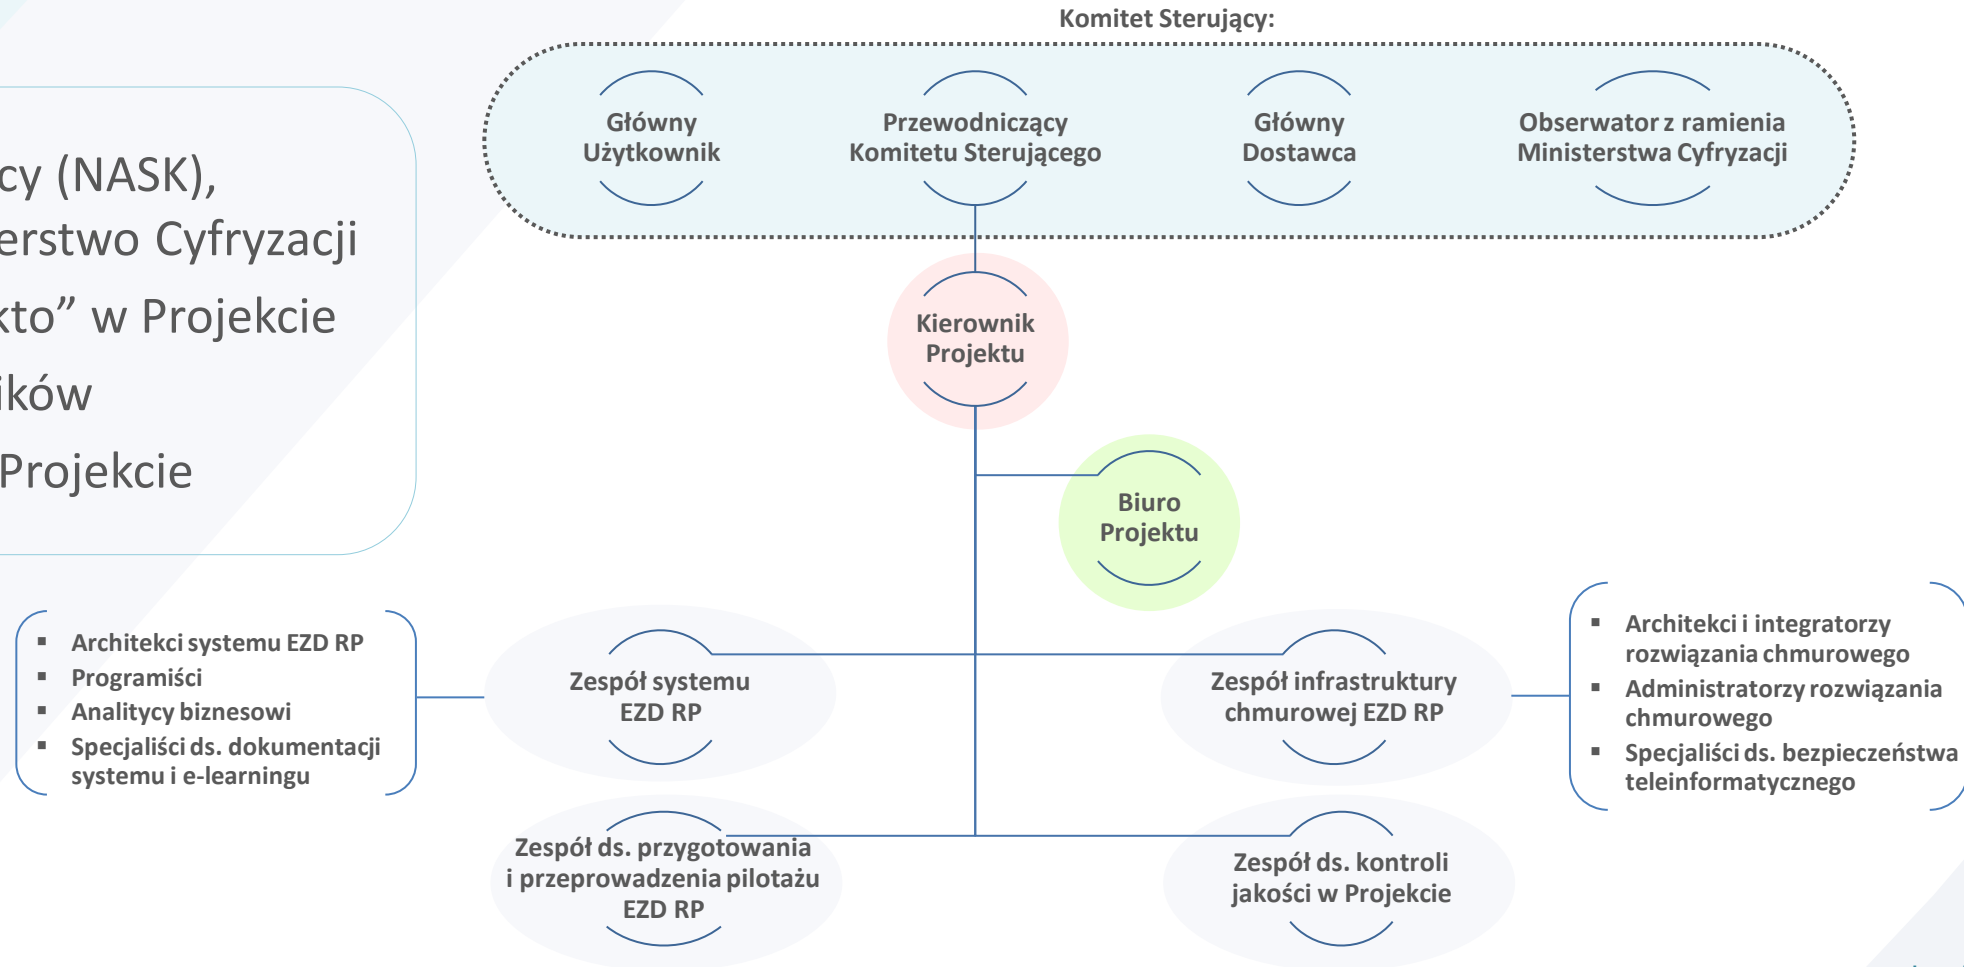 Komitet Sterujący:
Główny
Użytkownik
Przewodniczący
Komitetu Sterującego
Główny
Dostawca
Obserwator z ramienia
Ministerstwa Cyfryzacji
cy (NASK),
erstwo Cyfryzacji
kto” w Projekcie
ików
Projekcie
Kierownik
Projektu
Biuro
Projektu
▪ Architekci systemu EZD RP
▪ Programiści
▪ Analitycy biznesowi
▪ Specjaliści ds. dokumentacji
systemu i e-learningu
Zespół systemu
EZD RP
Zespół infrastruktury
chmurowej EZD RP
▪ Architekci i integratorzy
rozwiązania chmurowego
▪ Administratorzy rozwiązania
chmurowego
▪ Specjaliści ds. bezpieczeństwa
teleinformatycznego
Zespół ds. przygotowania
i przeprowadzenia pilotażu
EZD RP
Zespół ds. kontroli
jakości w Projekcie